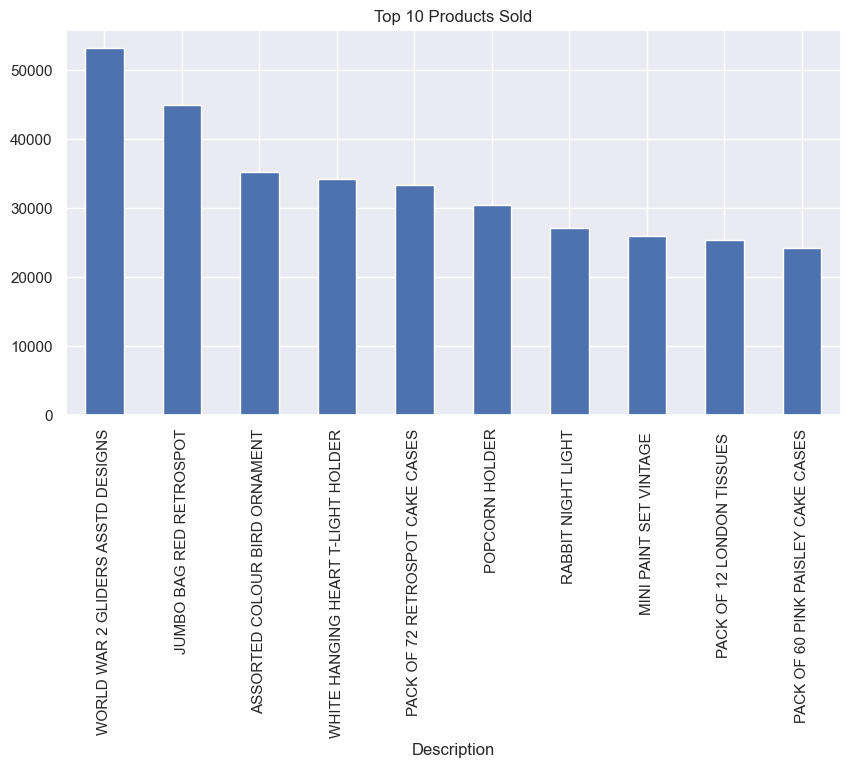 Top 10 Products Sold
50000
40000
30000
20000
10000
0
WORLD WAR 2 GLIDERS ASSTD DESIGNS
JUMBO BAG RED RETROSPOT
ASSORTED COLOUR BIRD ORNAMENT
WHITE HANGING HEART T-LIGHT HOLDER
PACK OF 72 RETROSPOT CAKE CASES
POPCORN HOLDER
RABBIT NIGHT LIGHT
MINI PAINT SET VINTAGE
PACK OF 12 LONDON TISSUES
PACK OF 60 PINK PAISLEY CAKE CASES
Description